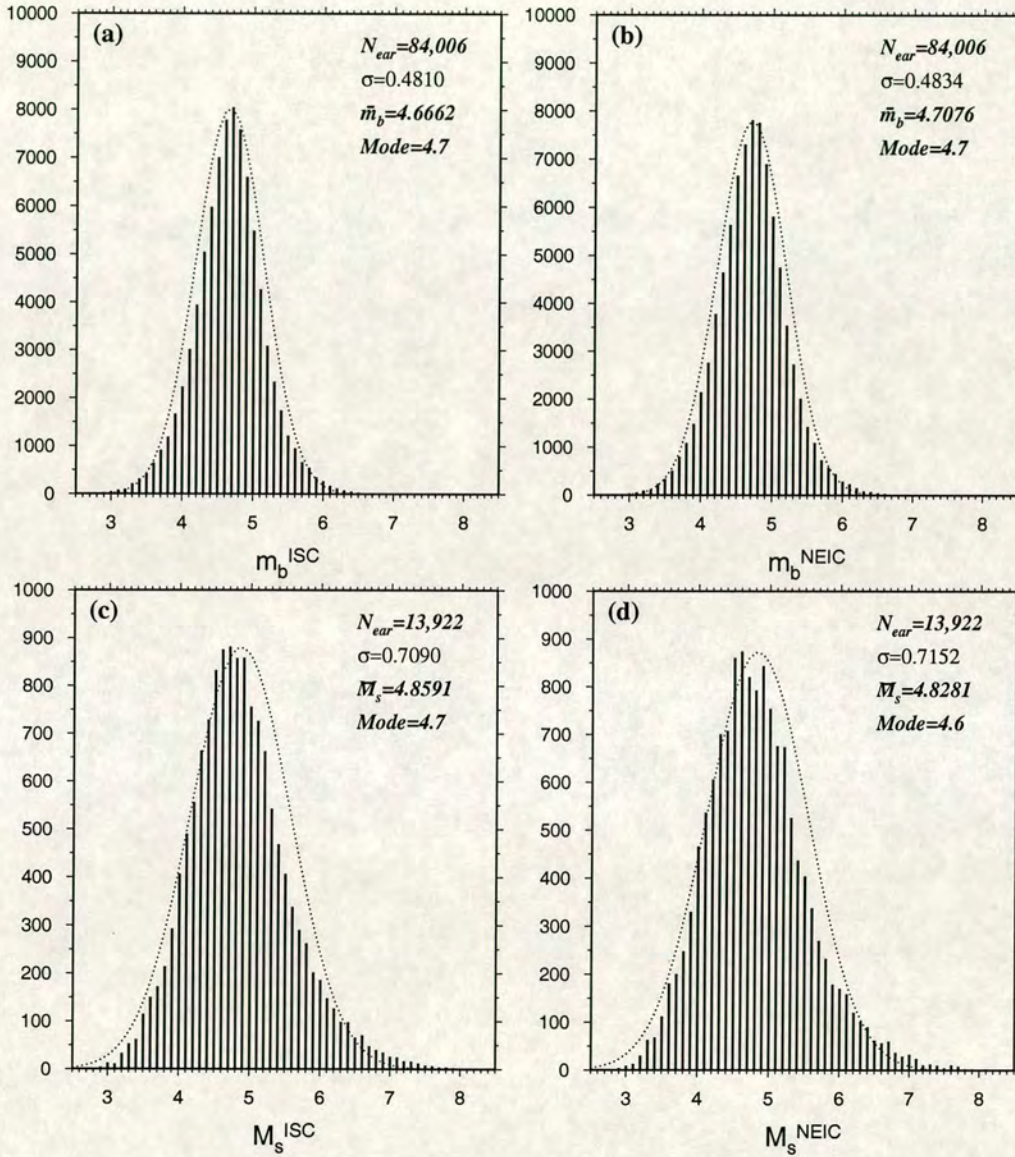 (a)
N_ear=84,006
σ=0.4810
m̄_b=4.6662
Mode=4.7
10000
9000
8000
7000
6000
5000
4000
3000
2000
1000
0
3 4 5 6 7 8
m_b^ISC
(b)
N_ear=84,006
σ=0.4834
m̄_b=4.7076
Mode=4.7
10000
9000
8000
7000
6000
5000
4000
3000
2000
1000
0
3 4 5 6 7 8
m_b^NEIC
(c)
N_ear=13,922
σ=0.7090
M̄_s=4.8591
Mode=4.7
1000
900
800
700
600
500
400
300
200
100
0
3 4 5 6 7 8
M_s^ISC
(d)
N_ear=13,922
σ=0.7152
M̄_s=4.8281
Mode=4.6
1000
900
800
700
600
500
400
300
200
100
0
3 4 5 6 7 8
M_s^NEIC